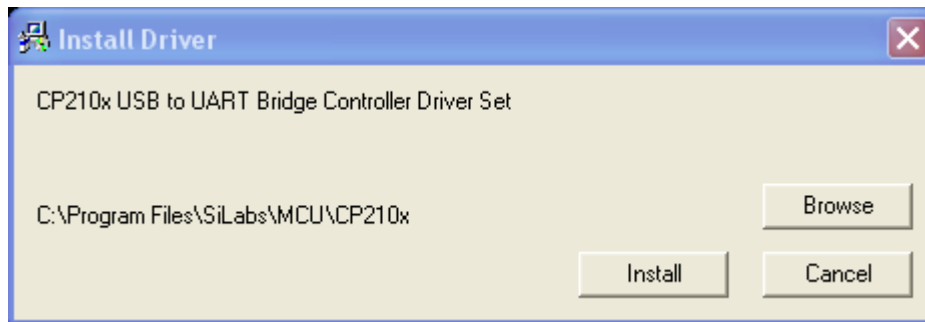 Install Driver
CP210x USB to UART Bridge Controller Driver Set
C:\Program Files\SiLabs\MCU\CP210x
Browse
Install
Cancel